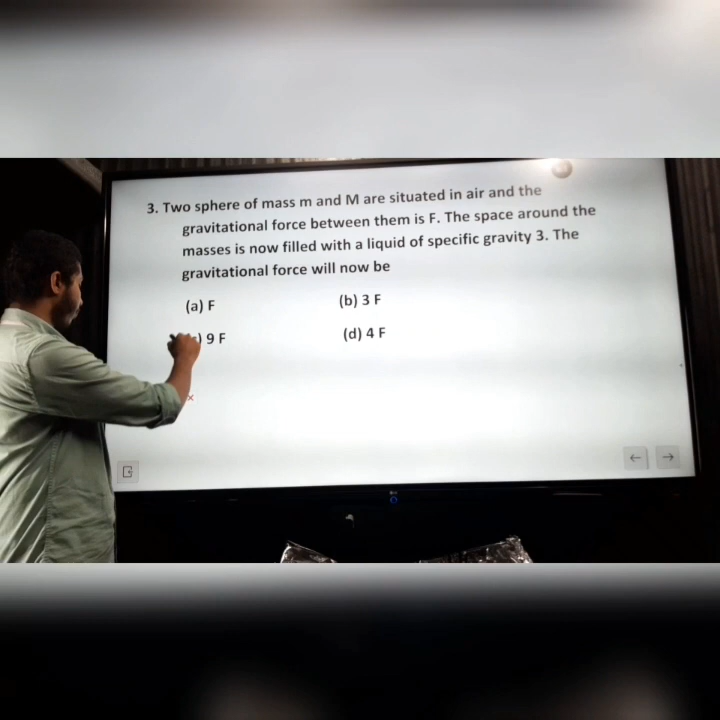 3. Two sphere of mass m and M are situated in air and the
gravitational force between them is F. The space around the
masses is now filled with a liquid of specific gravity 3. The
gravitational force will now be
(a) F (b) 3 F
) 9 F (d) 4 F